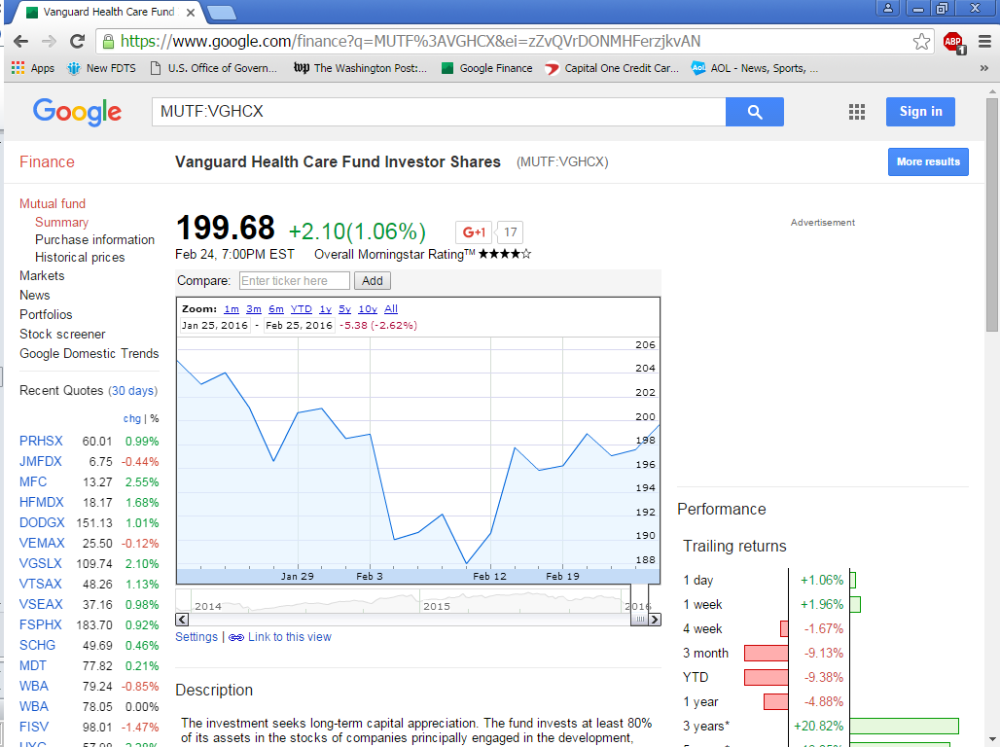 Vanguard Health Care Fund
https://www.google.com/finance?q=MUTF%3AVGHCX&ei=zZvQVrDONMHFerzjkvAN
ABP
1
Apps
New FDTS
U.S. Office of Govern...
wp The Washington Post:...
Google Finance
Capital One Credit Car...
Aol AOL - News, Sports, ...
»
Google
MUTF:VGHCX
Sign in
Finance
Vanguard Health Care Fund Investor Shares (MUTF:VGHCX)
More results
Mutual fund
Summary
Purchase information
Historical prices
Markets
News
Portfolios
Stock screener
Google Domestic Trends
Recent Quotes (30 days)
chg | %
PRHSX 60.01 0.99%
JMFDX 6.75 -0.44%
MFC 13.27 2.55%
HFMDX 18.17 1.68%
DODGX 151.13 1.01%
VEMAX 25.50 -0.12%
VGSLX 109.74 2.10%
VTSAX 48.26 1.13%
VSEAX 37.16 0.98%
FSPHX 183.70 0.92%
SCHG 49.69 0.46%
MDT 77.82 0.21%
WBA 79.24 -0.85%
WBA 78.05 0.00%
FISV 98.01 -1.47%
199.68 +2.10(1.06%)
G+1 17
Feb 24, 7:00PM EST Overall Morningstar Rating™ ★★★★☆
Compare: Enter ticker here Add
Zoom: 1m 3m 6m YTD 1y 5y 10y All
Jan 25, 2016 - Feb 25, 2016 -5.38 (-2.62%)
206
204
202
200
198
196
194
192
190
188
Jan 29 Feb 3 Feb 12 Feb 19
2014 2015 2016
Settings | Link to this view
Description
The investment seeks long-term capital appreciation. The fund invests at least 80%
of its assets in the stocks of companies principally engaged in the development,
Advertisement
Performance
Trailing returns
1 day +1.06%
1 week +1.96%
4 week -1.67%
3 month -9.13%
YTD -9.38%
1 year -4.88%
3 years* +20.82%